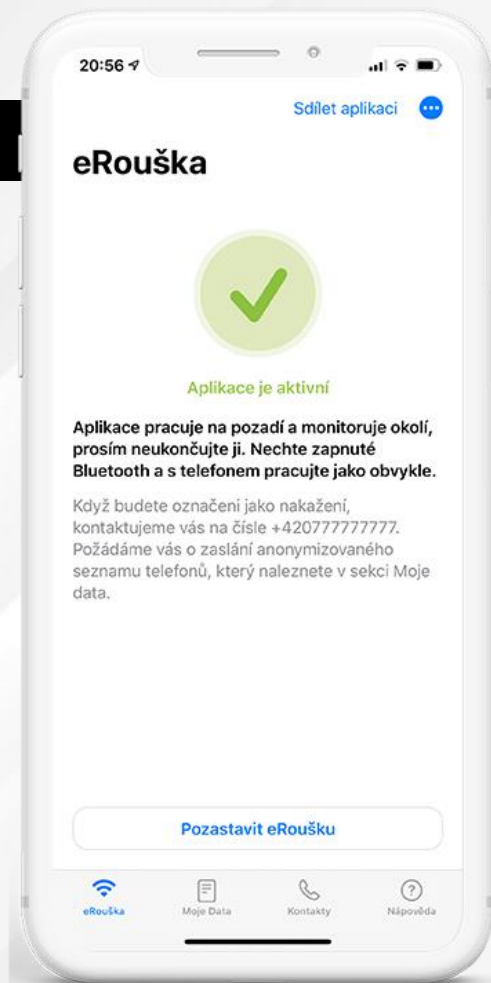 20:56
Sdílet aplikaci
eRouška
Aplikace je aktivní
Aplikace pracuje na pozadí a monitoruje okolí,
prosím neukončujte ji. Nechte zapnuté
Bluetooth a s telefonem pracujte jako obvykle.
Když budete označeni jako nakažení,
kontaktujeme vás na čísle +420777777777.
Požádáme vás o zaslání anonymizovaného
seznamu telefonů, který naleznete v sekci Moje
data.
Pozastavit eRoušku
eRouška Moje Data Kontakty Nápověda